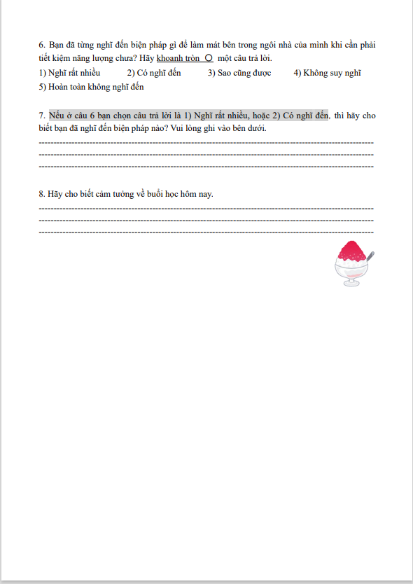 6. Bạn đã từng nghĩ đến biện pháp gì để làm mát bên trong ngôi nhà của mình khi cần phải
tiết kiệm năng lượng chưa? Hãy khoanh tròn O một câu trả lời.
1) Nghĩ rất nhiều 2) Có nghĩ đến 3) Sao cũng được 4) Không suy nghĩ
5) Hoàn toàn không nghĩ đến
7. Nếu ở câu 6 bạn chọn câu trả lời là 1) Nghĩ rất nhiều, hoặc 2) Có nghĩ đến, thì hãy cho
biết bạn đã nghĩ đến biện pháp nào? Vui lòng ghi vào bên dưới.
8. Hãy cho biết cảm tưởng về buổi học hôm nay.